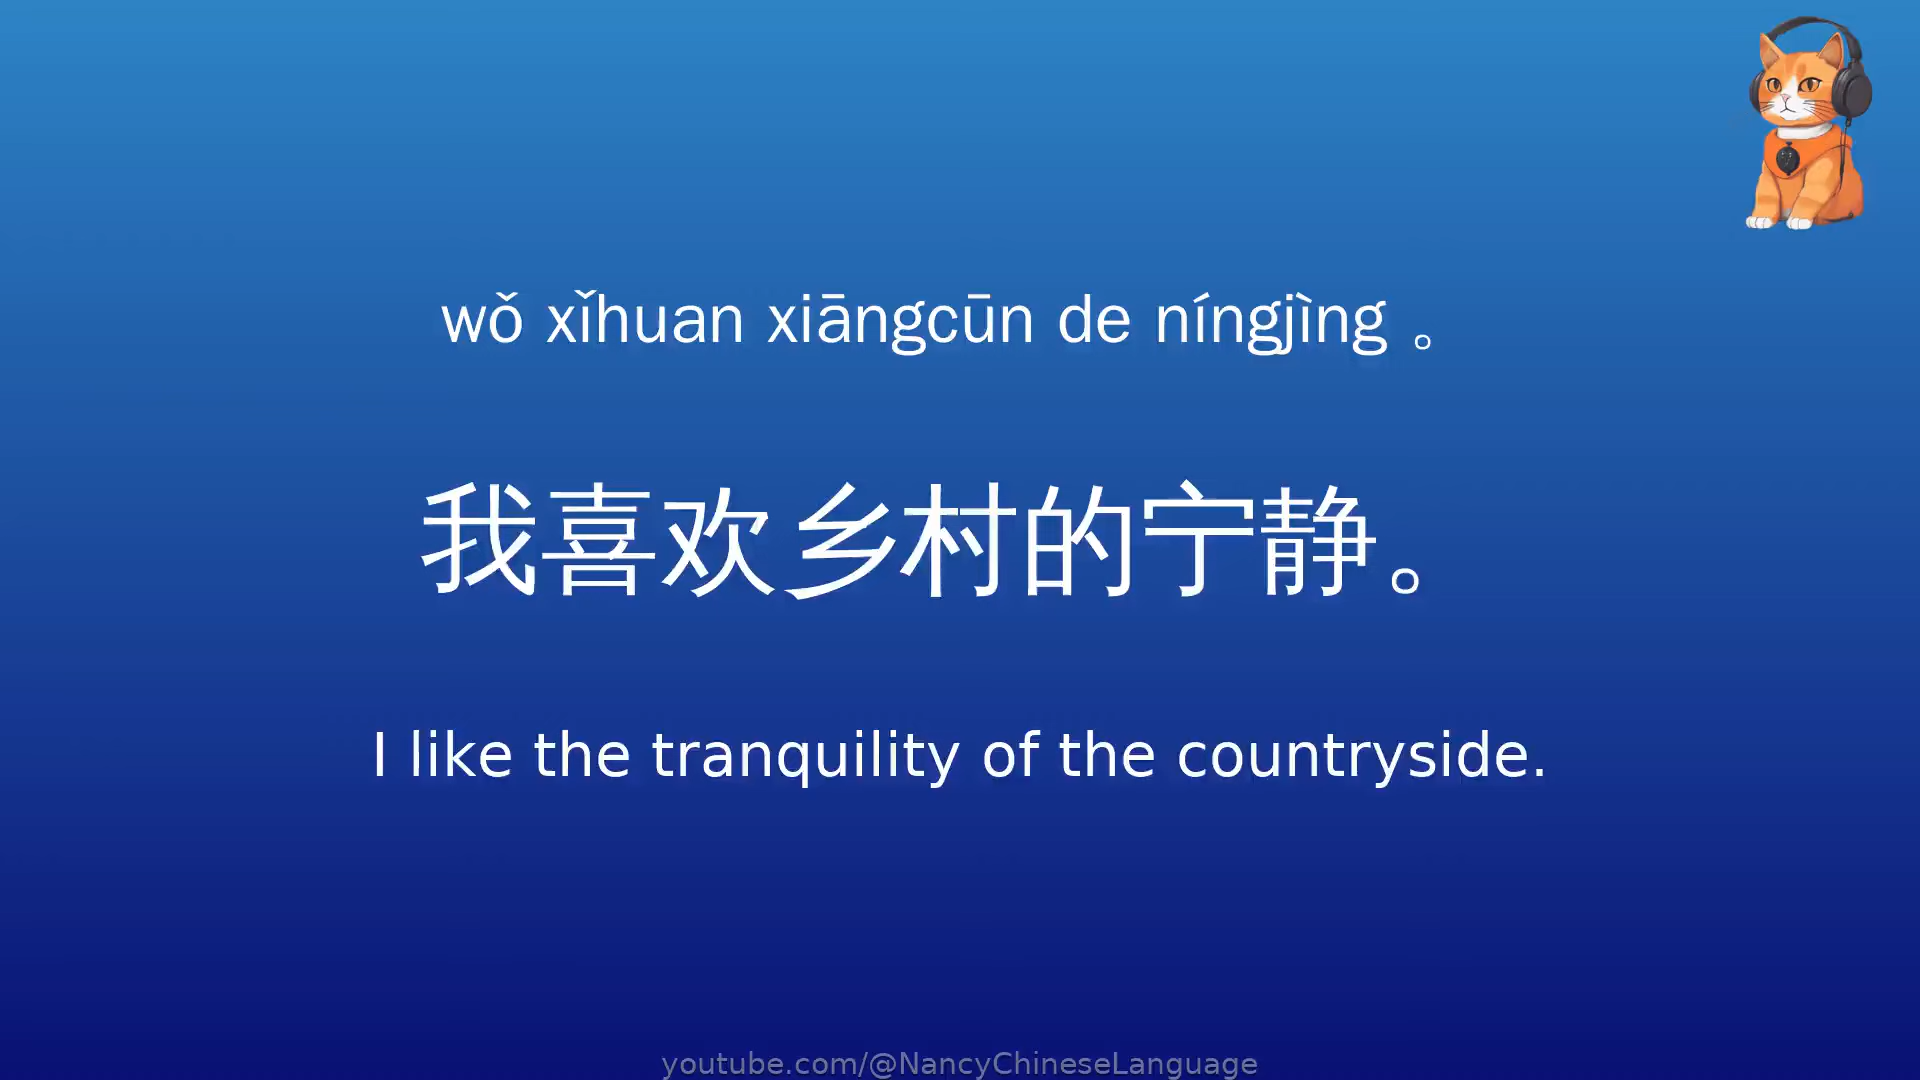 wǒ xǐhuan xiāngcūn de níngjìng 。
我喜欢乡村的宁静。
I like the tranquility of the countryside.
youtube.com/@NancyChineseLanguage